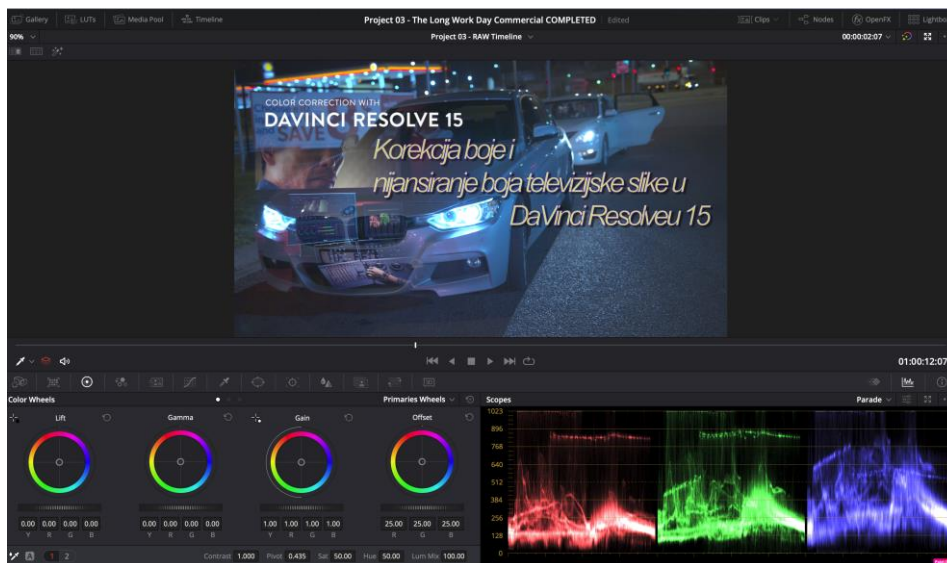 Gallery LUTs Media Pool Timeline Project 03 - The Long Work Day Commercial COMPLETED Edited Clips Nodes OpenFX Lightbo
90% Project 03 - RAW Timeline 00:00:02:07
COLOR CORRECTION WITH
DAVINCI RESOLVE 15
SAVE
Korekcija boje i
nijansiranje boja televizijske slike u
DaVinci Resolveu 15
01:00:12:07
Color Wheels Primaries Wheels Scopes Parade
Lift Gamma Gain Offset
1023
896
768
640
512
384
256
128
0
0.00 0.00 0.00 0.00 0.00 0.00 0.00 0.00 1.00 1.00 1.00 1.00 25.00 25.00 25.00
Y R G B Y R G B Y R G B R G B
A 1 2 Contrast 1.000 Pivot 0.435 Sat 50.00 Hue 50.00 Lum Mix 100.00